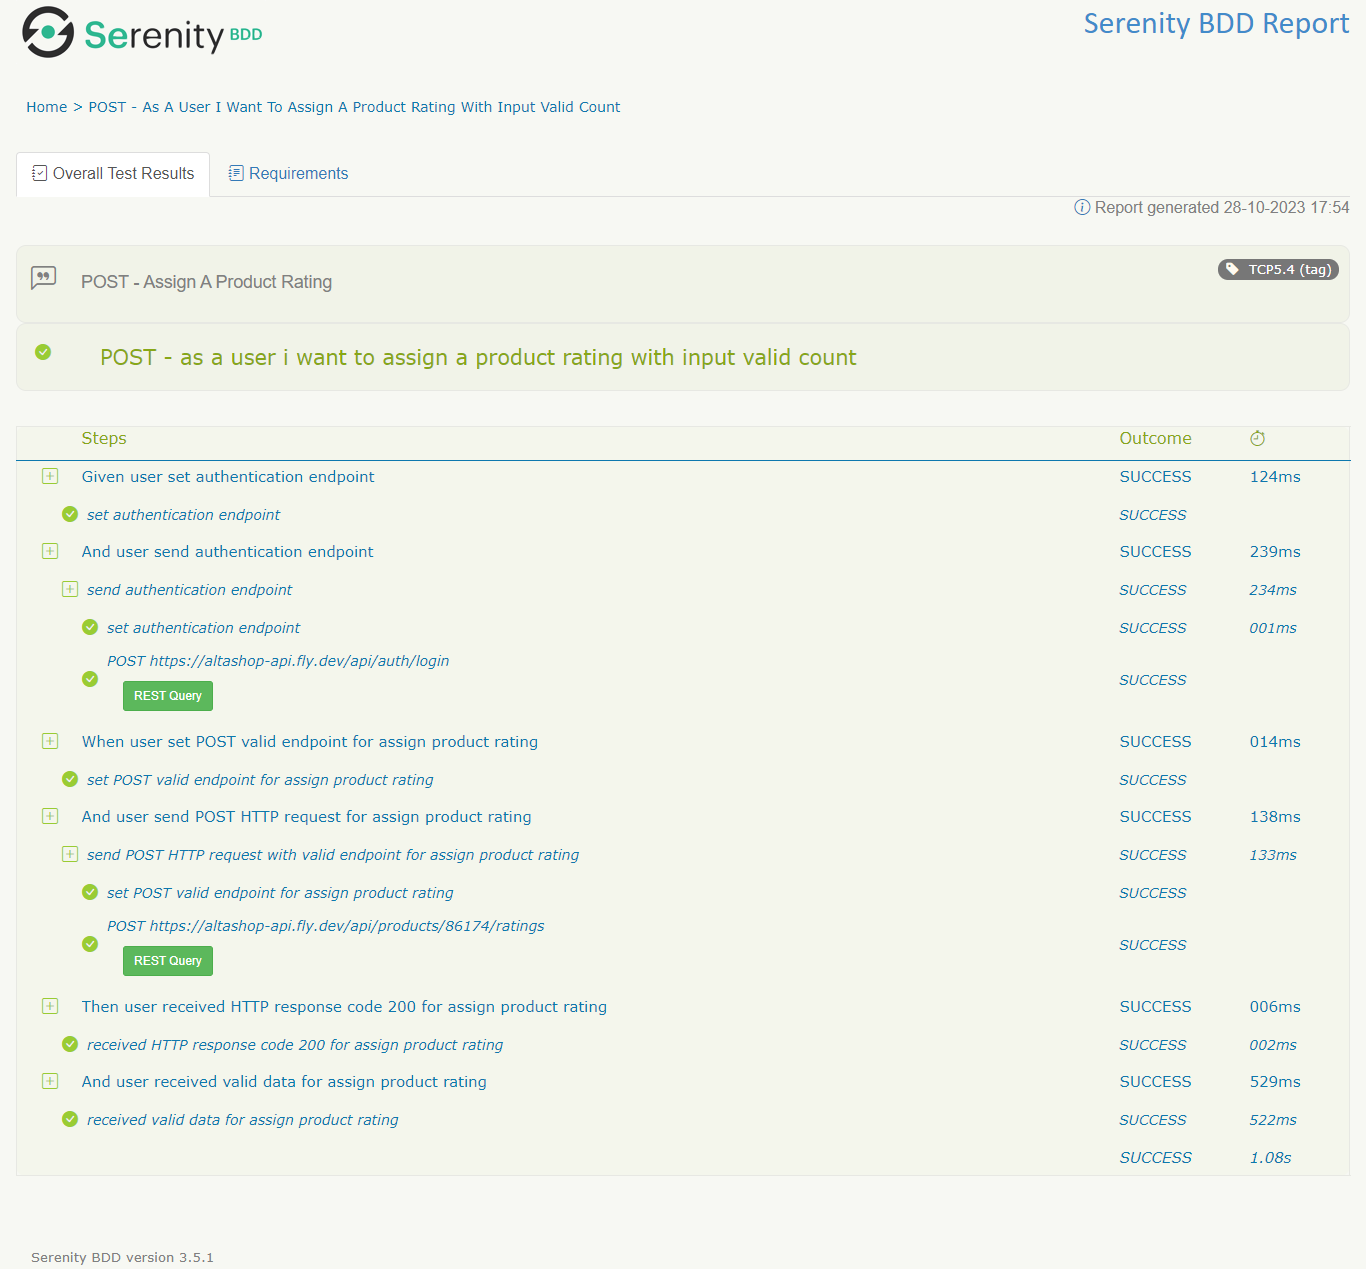 Serenity BDD
Serenity BDD Report
Home > POST - As A User I Want To Assign A Product Rating With Input Valid Count
Overall Test Results
Requirements
Report generated 28-10-2023 17:54
POST - Assign A Product Rating
TCP5.4 (tag)
POST - as a user i want to assign a product rating with input valid count
Steps Outcome
Given user set authentication endpoint SUCCESS 124ms
set authentication endpoint SUCCESS
And user send authentication endpoint SUCCESS 239ms
send authentication endpoint SUCCESS 234ms
set authentication endpoint SUCCESS 001ms
POST https://altashop-api.fly.dev/api/auth/login
SUCCESS
REST Query
When user set POST valid endpoint for assign product rating SUCCESS 014ms
set POST valid endpoint for assign product rating SUCCESS
And user send POST HTTP request for assign product rating SUCCESS 138ms
send POST HTTP request with valid endpoint for assign product rating SUCCESS 133ms
set POST valid endpoint for assign product rating SUCCESS
POST https://altashop-api.fly.dev/api/products/86174/ratings
SUCCESS
REST Query
Then user received HTTP response code 200 for assign product rating SUCCESS 006ms
received HTTP response code 200 for assign product rating SUCCESS 002ms
And user received valid data for assign product rating SUCCESS 529ms
received valid data for assign product rating SUCCESS 522ms
SUCCESS 1.08s
Serenity BDD version 3.5.1